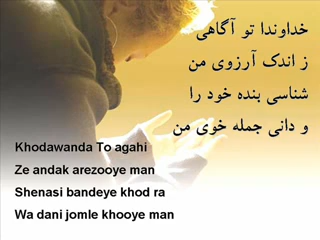 خداوندا تو آگاهی
ز اندک آرزوی من
شناسی بنده خود را
و دانی جمله خوی من
Khodawanda To agahi
Ze andak arezooye man
Shenasi bandeye khod ra
Wa dani jomle khooye man